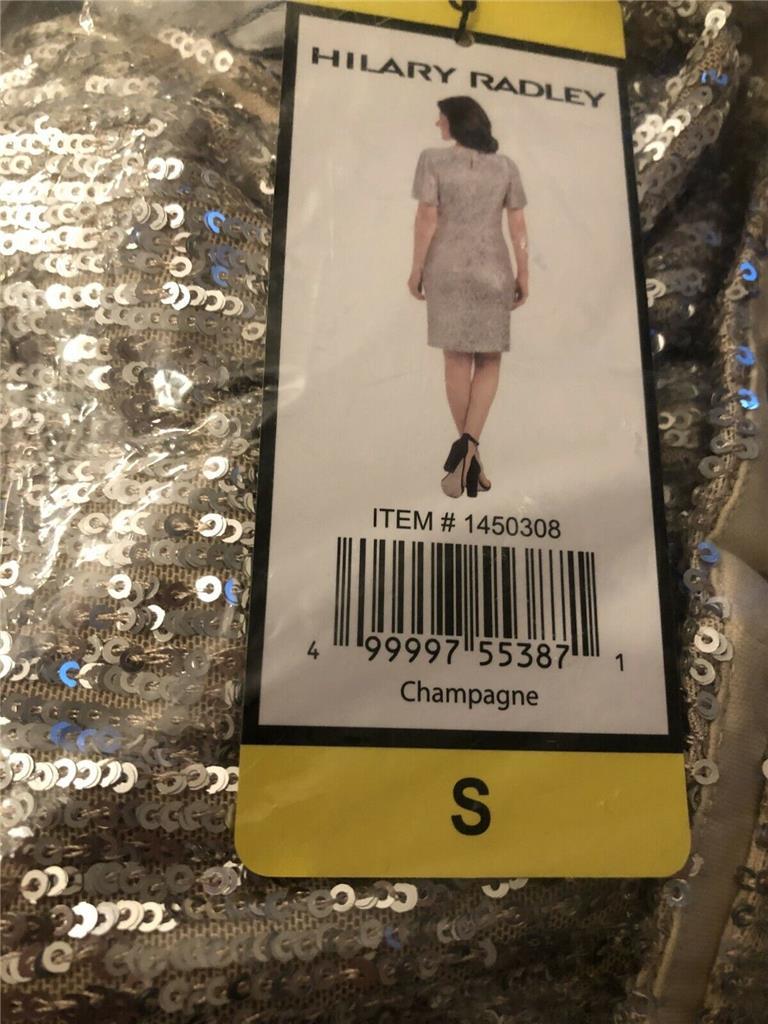 HILARY RADLEY
ITEM # 1450308
4 99997 55387 1
Champagne
S